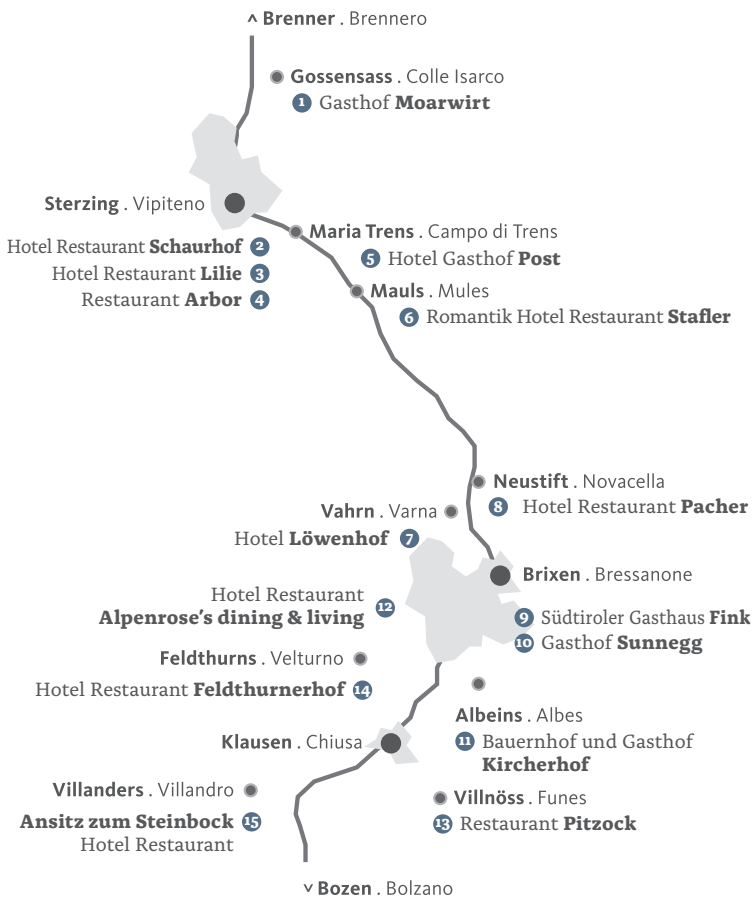 ^ Brenner . Brennero
Gossensass . Colle Isarco
1 Gasthof Moarwirt
Sterzing . Vipiteno
Hotel Restaurant Schaurhof 2
Hotel Restaurant Lilie 3
Restaurant Arbor 4
Maria Trens . Campo di Trens
5 Hotel Gasthof Post
Mauls . Mules
6 Romantik Hotel Restaurant Stafler
Neustift . Novacella
8 Hotel Restaurant Pacher
Vahrn . Varna
Hotel Löwenhof 7
Brixen . Bressanone
9 Südtiroler Gasthaus Fink
10 Gasthof Sunnegg
Hotel Restaurant
Alpenrose's dining & living 12
Feldthurns . Velturno
Hotel Restaurant Feldthurnerhof 14
Albeins . Albes
11 Bauernhof und Gasthof
Kircherhof
Klausen . Chiusa
Villanders . Villandro
Ansitz zum Steinbock 15
Hotel Restaurant
Villnöss . Funes
13 Restaurant Pitzock
v Bozen . Bolzano